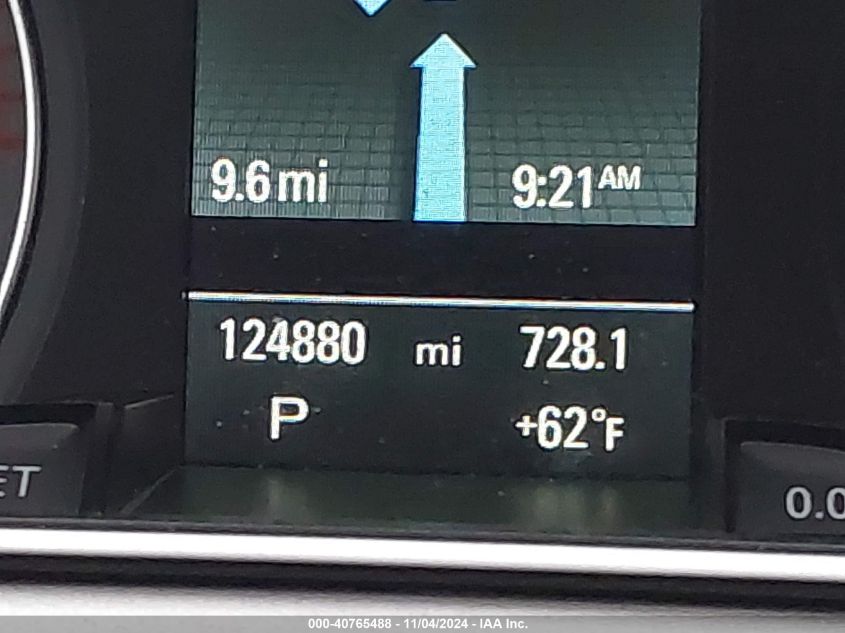 9.6 mi 9:21 AM
124880 mi 728.1
P +62°F
ET 0.0
000-40765488 - 11/04/2024 - IAA Inc.